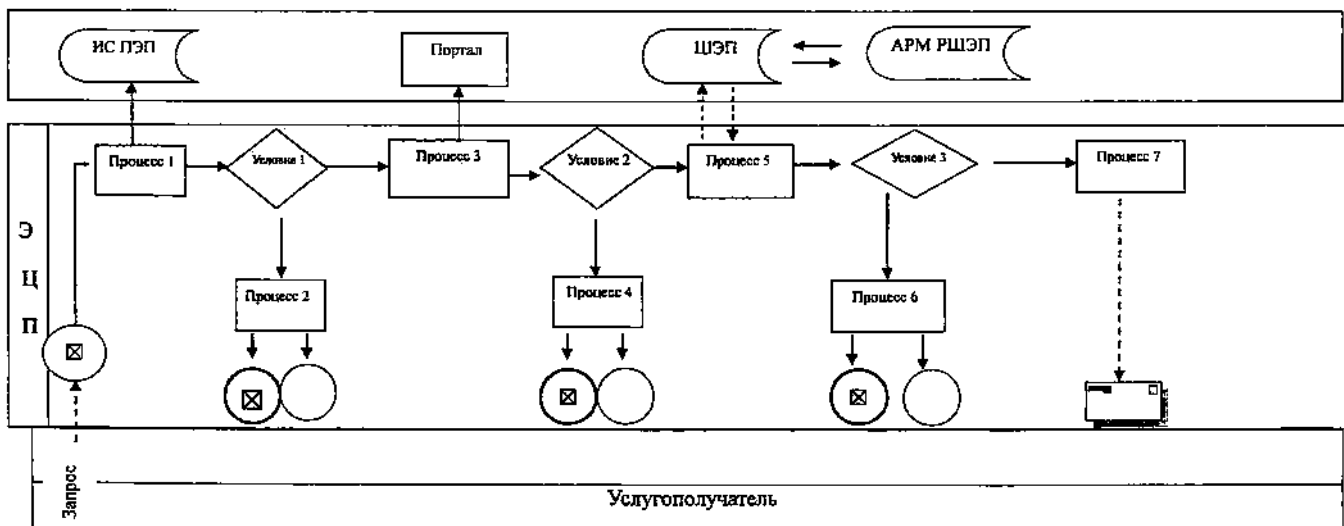 ИС ПЭП
Портал
ШЭП
АРМ РШЭП
Процесс 1
Условие 1
Процесс 3
Условие 2
Процесс 5
Условие 3
Процесс 7
Э
Ц
П
Процесс 2
Процесс 4
Процесс 6
Запрос
Услугополучатель